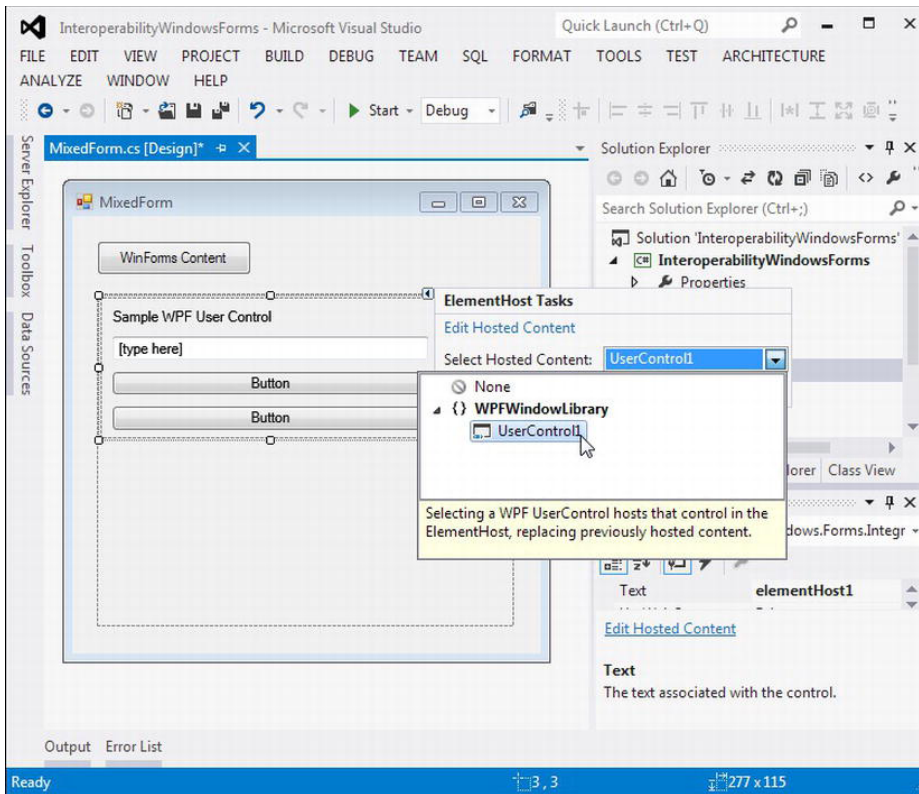 InteroperabilityWindowsForms - Microsoft Visual Studio
Quick Launch (Ctrl+Q)
FILE EDIT VIEW PROJECT BUILD DEBUG TEAM SQL FORMAT TOOLS TEST ARCHITECTURE
ANALYZE WINDOW HELP
Start Debug
Server Explorer
Toolbox
Data Sources
MixedForm.cs [Design]*
MixedForm
WinForms Content
Sample WPF User Control
[type here]
Button
Button
ElementHost Tasks
Edit Hosted Content
Select Hosted Content: UserControl1
None
{} WPFWindowLibrary
UserControl1
Selecting a WPF UserControl hosts that control in the
ElementHost, replacing previously hosted content.
Solution Explorer
Search Solution Explorer (Ctrl+;)
Solution 'InteroperabilityWindowsForms'
C# InteroperabilityWindowsForms
Properties
lorer Class View
dows.Forms.Integr
Text elementHost1
Edit Hosted Content
Text
The text associated with the control.
Output Error List
Ready 3 , 3 277 x 115